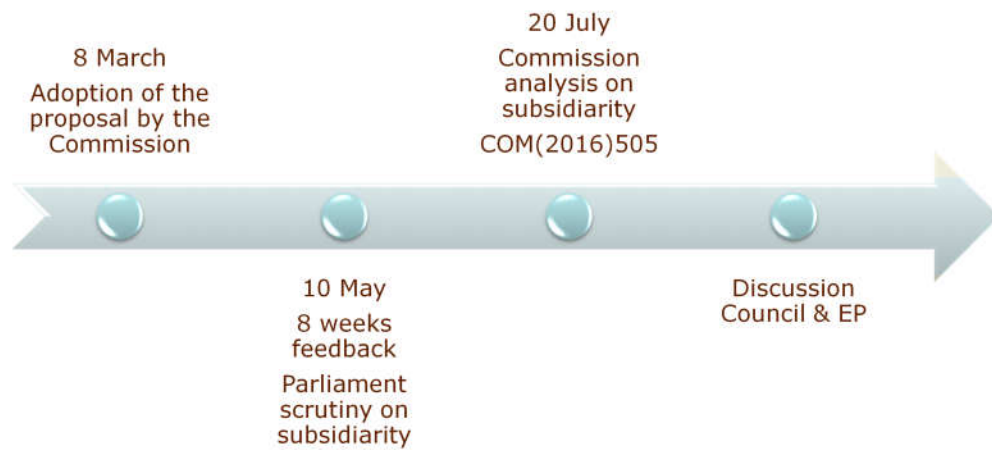 8 March
Adoption of the
proposal by the
Commission
10 May
8 weeks
feedback
Parliament
scrutiny on
subsidiarity
20 July
Commission
analysis on
subsidiarity
COM(2016)505
Discussion
Council & EP